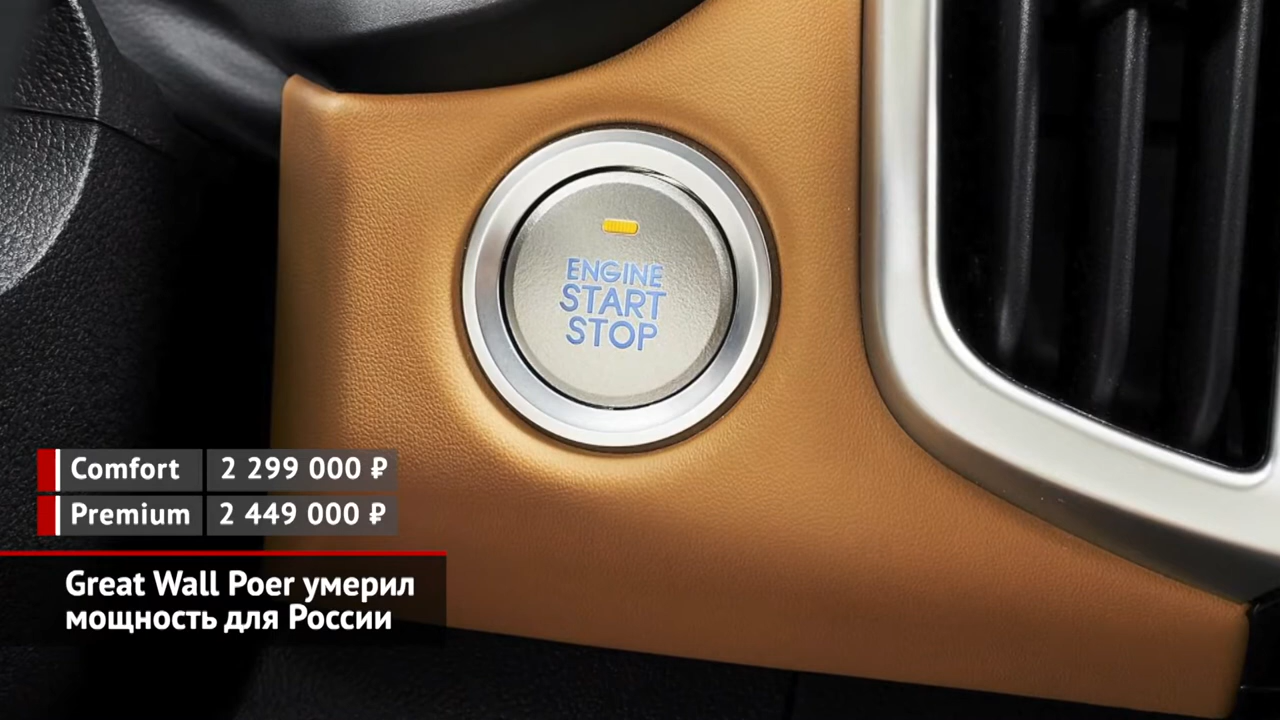 ENGINE
START
STOP
Comfort 2 299 000 ₽
Premium 2 449 000 ₽
Great Wall Poer умерил
мощность для России